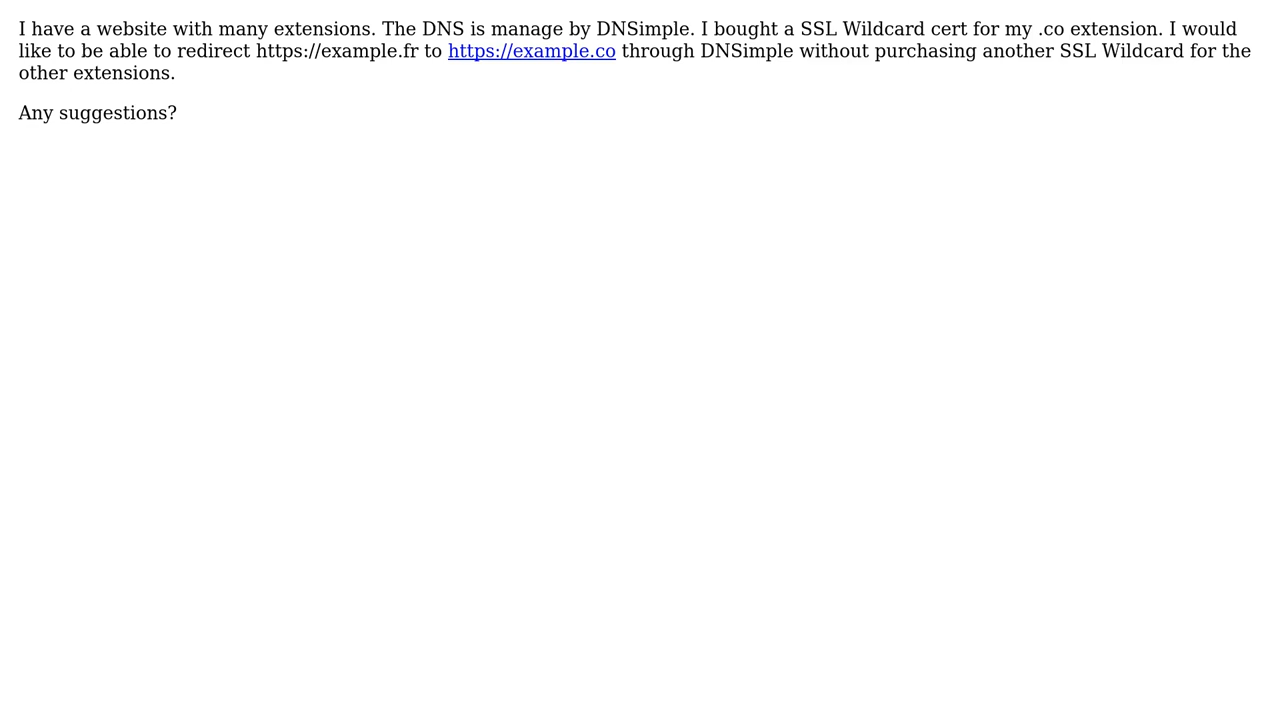 I have a website with many extensions. The DNS is manage by DNSimple. I bought a SSL Wildcard cert for my .co extension. I would
like to be able to redirect https://example.fr to https://example.co through DNSimple without purchasing another SSL Wildcard for the
other extensions.
Any suggestions?